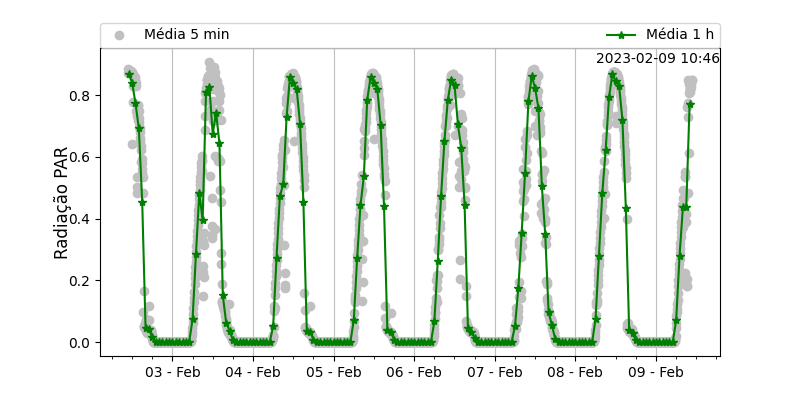 Média 5 min
Média 1 h
2023-02-09 10:46
Radiação PAR
0.8
0.6
0.4
0.2
0.0
03 - Feb
04 - Feb
05 - Feb
06 - Feb
07 - Feb
08 - Feb
09 - Feb